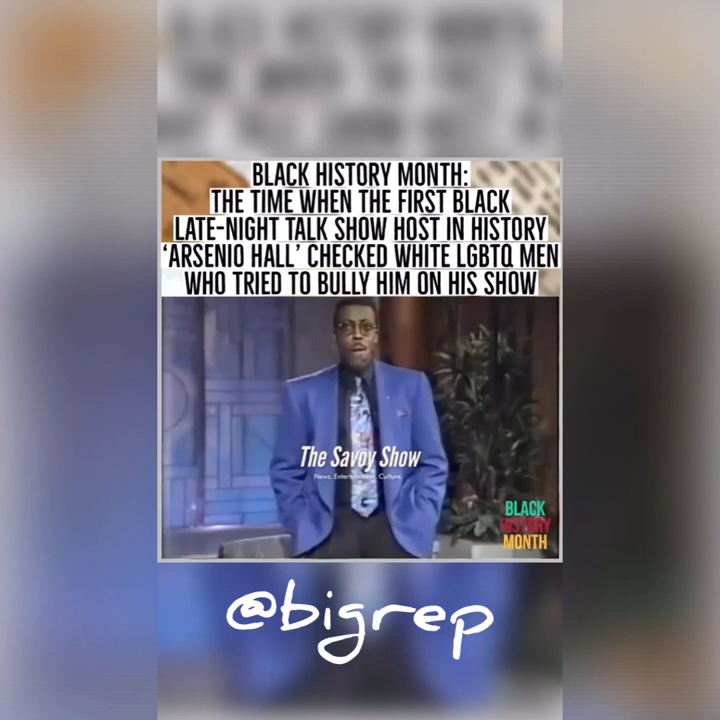 BLACK HISTORY MONTH:
THE TIME WHEN THE FIRST BLACK
LATE-NIGHT TALK SHOW HOST IN HISTORY
‘ARSENIO HALL’ CHECKED WHITE LGBTQ MEN
WHO TRIED TO BULLY HIM ON HIS SHOW
The Savoy Show
News. Entertainment. Culture.
BLACK
HISTORY
MONTH
@bigrep